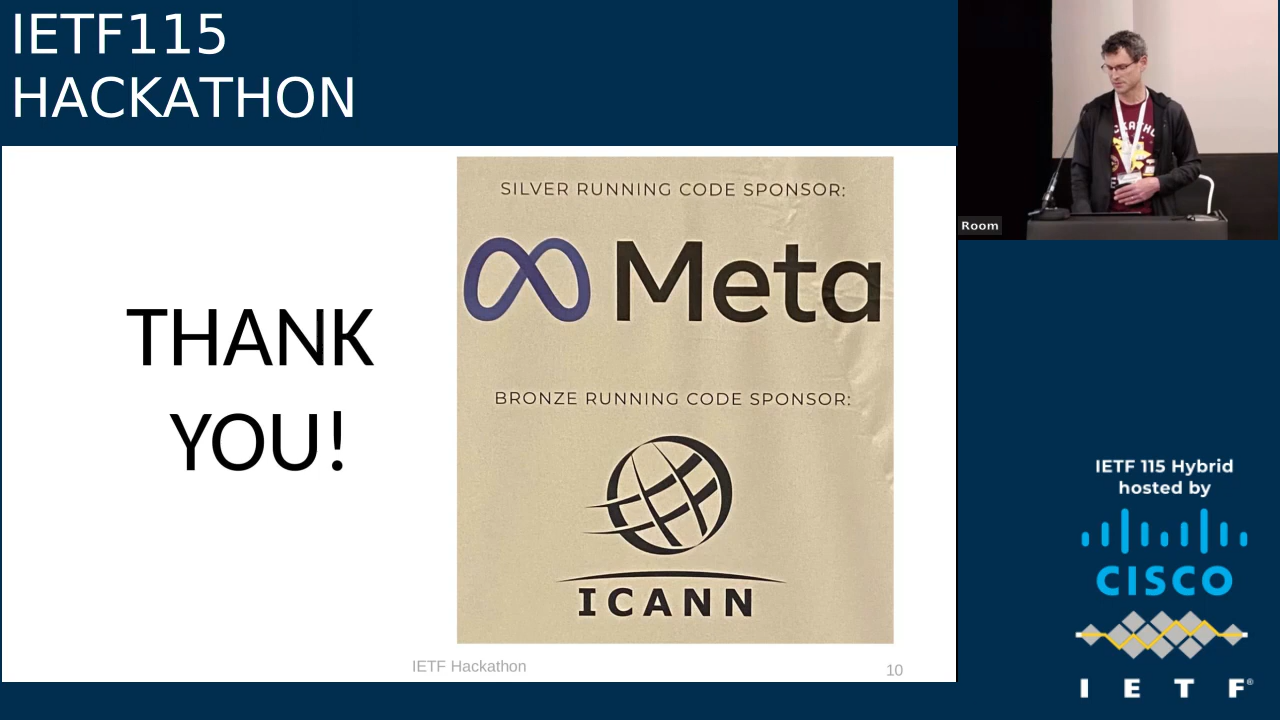 IETF115
HACKATHON
THANK
YOU!
SILVER RUNNING CODE SPONSOR:
Meta
BRONZE RUNNING CODE SPONSOR:
ICANN
IETF Hackathon
10
Room
IETF 115 Hybrid
hosted by
CISCO
IETF®